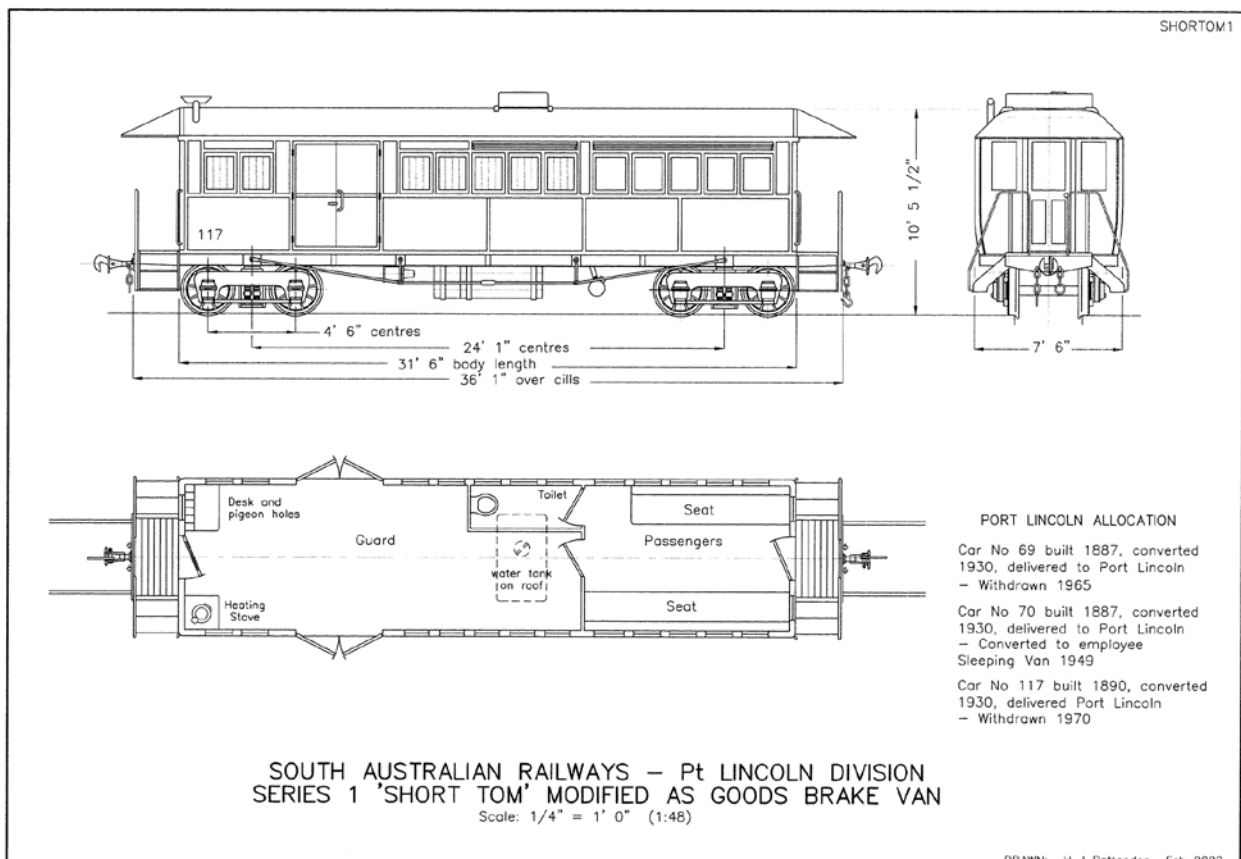 SHORTOM1
117
10' 5 1/2"
4' 6" centres
24' 1" centres
31' 6" body length
36' 1" over cills
7' 6"
Desk and
pigeon holes
Guard
Toilet
Seat
Passengers
water tank
on roof
Heating
Stove
Seat
PORT LINCOLN ALLOCATION
Car No 69 built 1887, converted
1930, delivered to Port Lincoln
– Withdrawn 1965
Car No 70 built 1887, converted
1930, delivered to Port Lincoln
– Converted to employee
Sleeping Van 1949
Car No 117 built 1890, converted
1930, delivered Port Lincoln
– Withdrawn 1970
SOUTH AUSTRALIAN RAILWAYS – Pt LINCOLN DIVISION
SERIES 1 'SHORT TOM' MODIFIED AS GOODS BRAKE VAN
Scale: 1/4" = 1' 0" (1:48)
DRAWN: